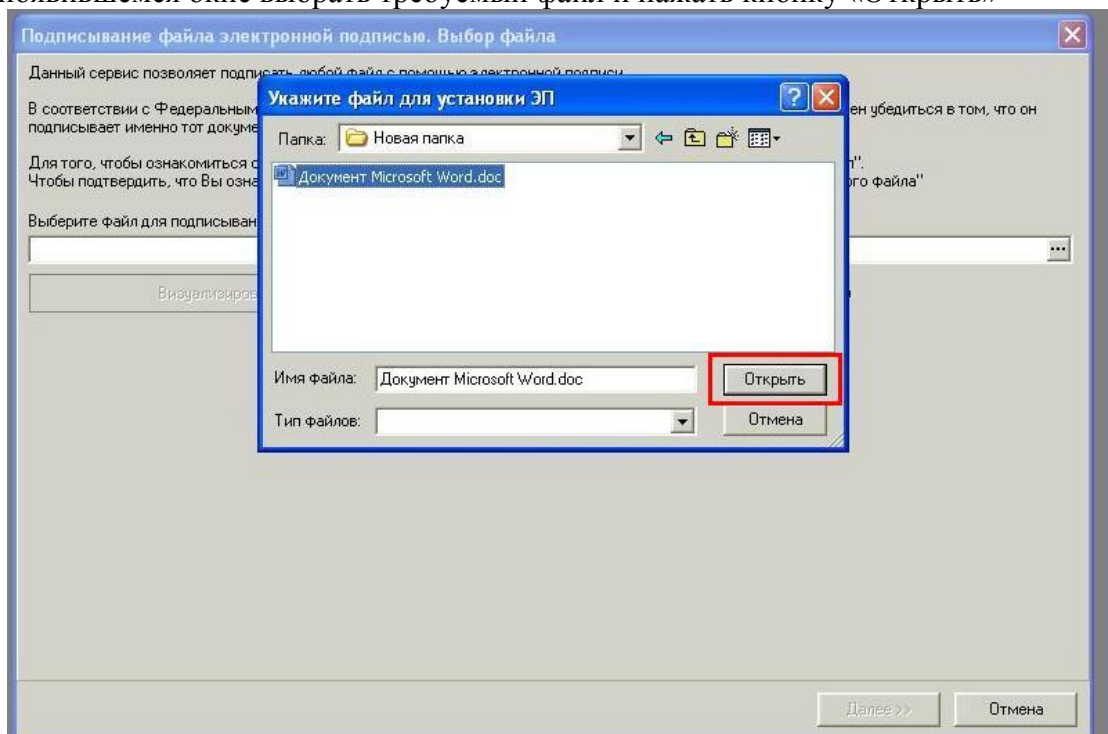 появившемся окне выбрать требуемый файл и нажать кнопку «Открыть»
Подписывание файла электронной подписью. Выбор файла
Данный сервис позволяет подписать любой файл с помощью электронной подписи
В соответствии с Федеральным
ен убедиться в том, что он
подписывает именно тот докуме
Для того, чтобы ознакомиться с
л".
Чтобы подтвердить, что Вы озна
го файла"
Выберите файл для подписыван
...
Визуализиров
Укажите файл для установки ЭП
Папка: Новая папка
Документ Microsoft Word.doc
Имя файла: Документ Microsoft Word.doc
Открыть
Тип файлов:
Отмена
Далее >>
Отмена